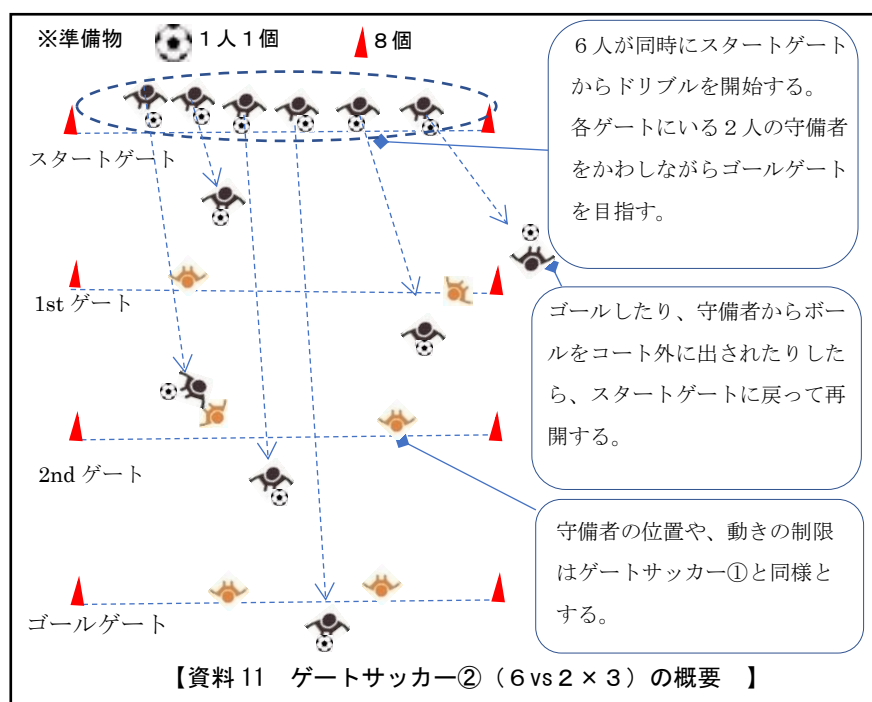 ※準備物 １人１個 ８個
６人が同時にスタートゲート
からドリブルを開始する。
各ゲートにいる２人の守備者
をかわしながらゴールゲート
を目指す。
スタートゲート
1st ゲート
ゴールしたり、守備者からボー
ルをコート外に出されたりした
ら、スタートゲートに戻って再
開する。
2nd ゲート
守備者の位置や、動きの制限
はゲートサッカー①と同様と
する。
ゴールゲート
【資料 11　ゲートサッカー②（６vs２×３）の概要　】